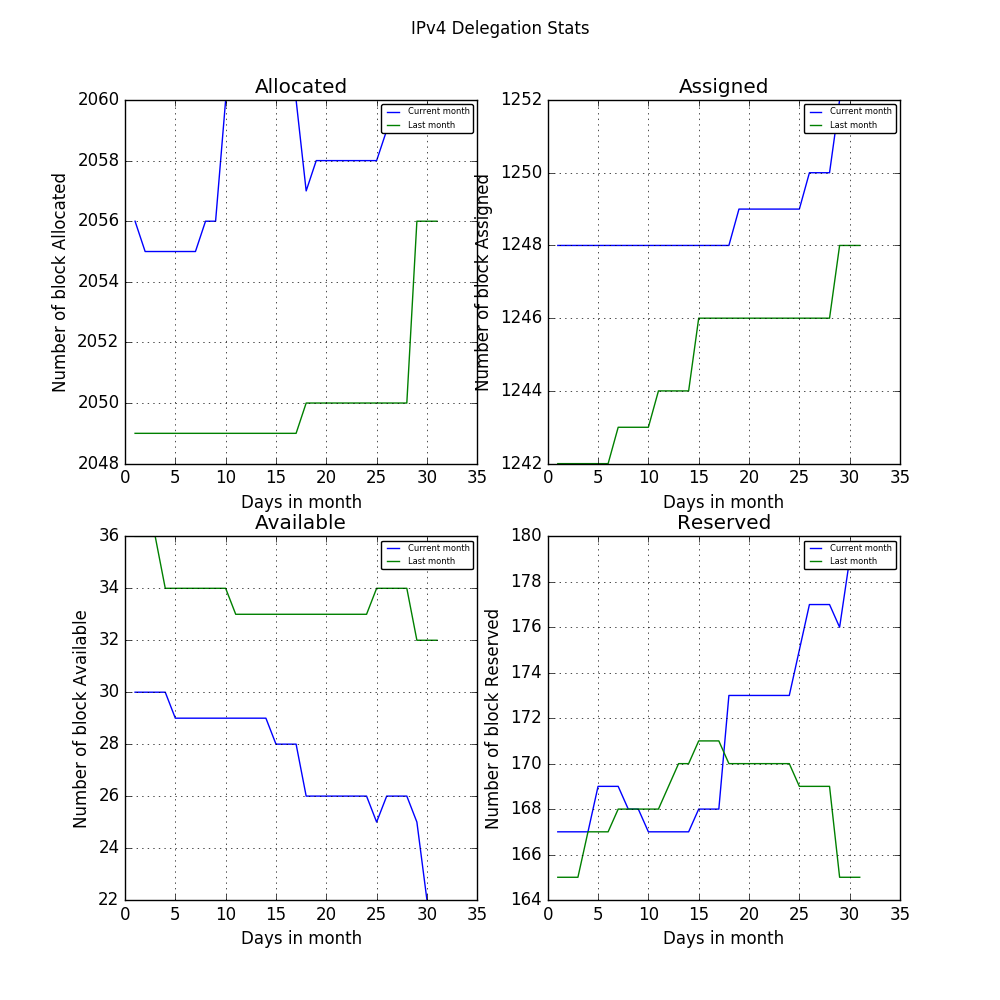 IPv4 Delegation Stats
Allocated
Number of block Allocated
2060
2058
2056
2054
2052
2050
2048
0 5 10 15 20 25 30 35
Days in month
Current month
Last month
Assigned
Number of block Assigned
1252
1250
1248
1246
1244
1242
0 5 10 15 20 25 30 35
Days in month
Current month
Last month
Available
Number of block Available
36
34
32
30
28
26
24
22
0 5 10 15 20 25 30 35
Days in month
Current month
Last month
Reserved
Number of block Reserved
180
178
176
174
172
170
168
166
164
0 5 10 15 20 25 30 35
Days in month
Current month
Last month